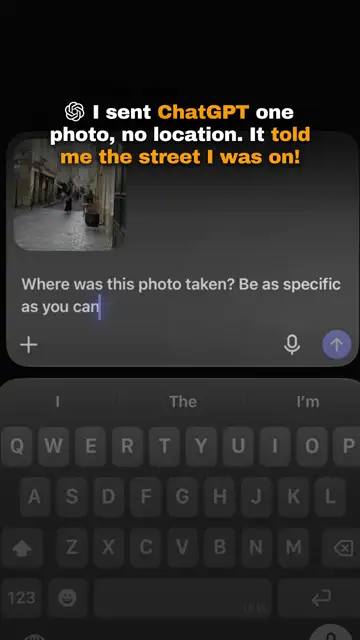 I sent ChatGPT one
photo, no location. It told
me the street I was on!
Where was this photo taken? Be as specific
as you can
I The I'm
Q W E R T Y U I O P
A S D F G H J K L
Z X C V B N M
123